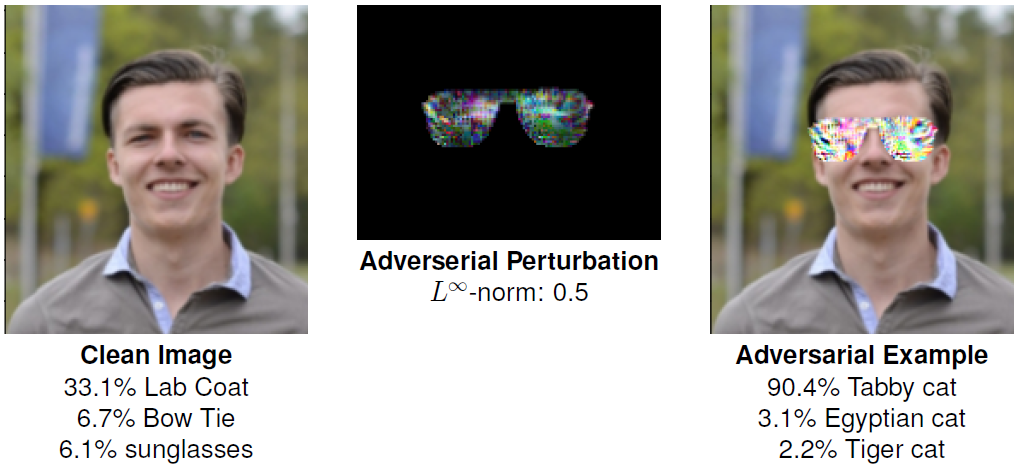 Clean Image
33.1% Lab Coat
6.7% Bow Tie
6.1% sunglasses
Adverserial Perturbation
L∞-norm: 0.5
Adversarial Example
90.4% Tabby cat
3.1% Egyptian cat
2.2% Tiger cat